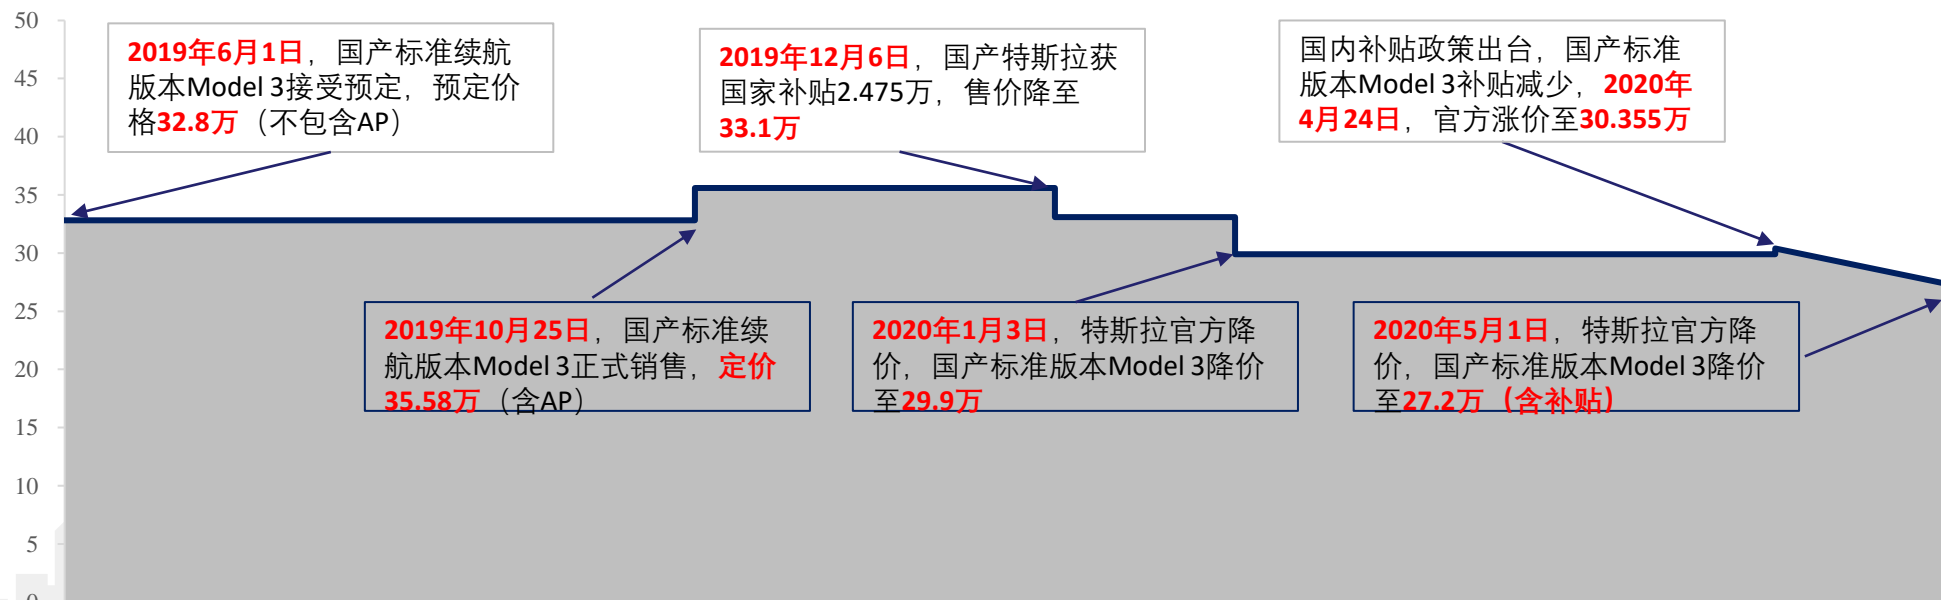 50
45
40
35
30
25
20
15
10
5
0
2019年6月1日，国产标准续航
版本Model 3接受预定，预定价
格32.8万（不包含AP）
2019年12月6日，国产特斯拉获
国家补贴2.475万，售价降至
33.1万
国内补贴政策出台，国产标准
版本Model 3补贴减少，2020年
4月24日，官方涨价至30.355万
2019年10月25日，国产标准续
航版本Model 3正式销售，定价
35.58万（含AP）
2020年1月3日，特斯拉官方降
价，国产标准版本Model 3降价
至29.9万
2020年5月1日，特斯拉官方降
价，国产标准版本Model 3降价
至27.2万（含补贴）